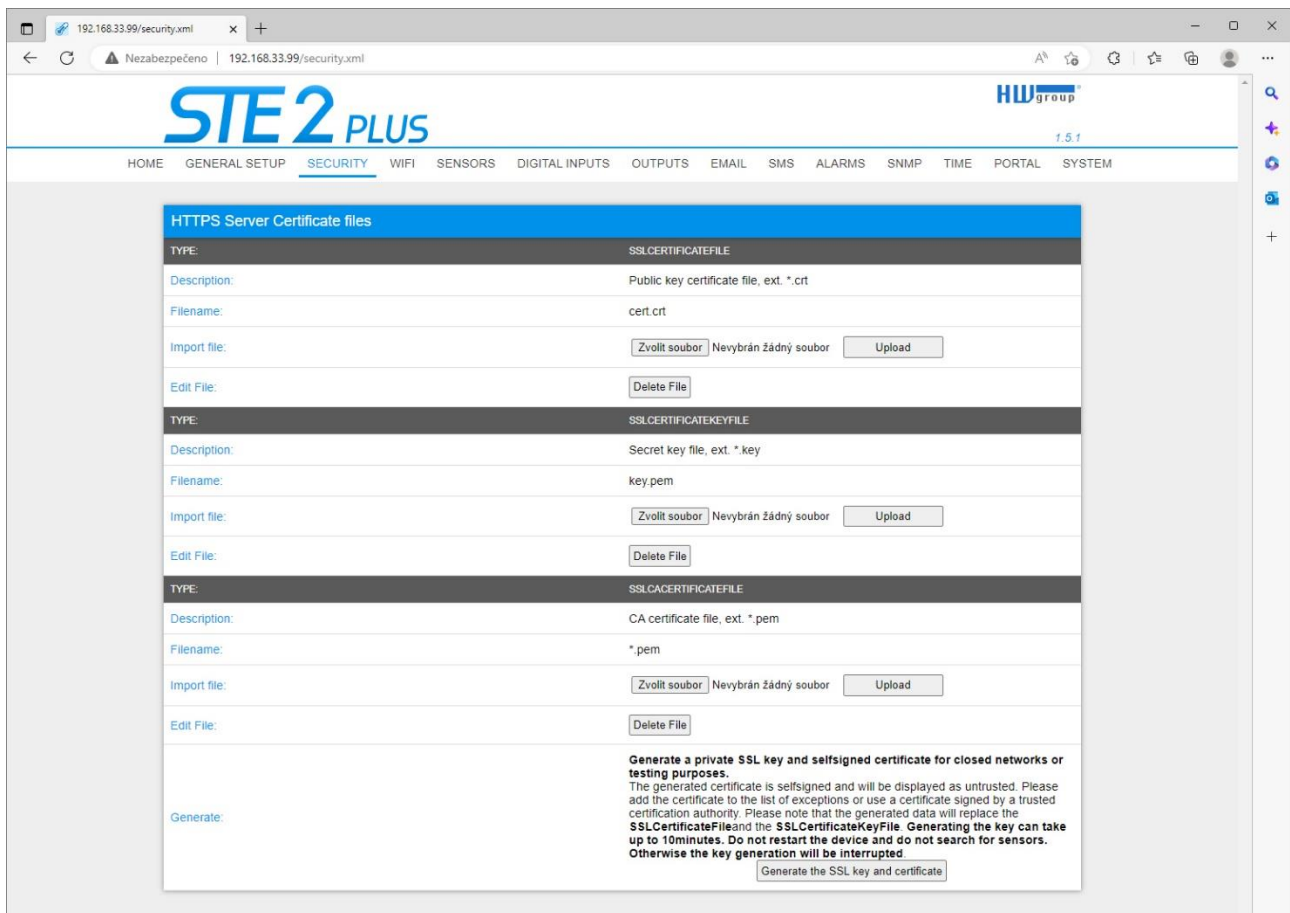 192.168.33.99/security.xml
Nezabezpečeno | 192.168.33.99/security.xml
STE2 PLUS
HWgroup
1.5.1
HOME GENERAL SETUP SECURITY WIFI SENSORS DIGITAL INPUTS OUTPUTS EMAIL SMS ALARMS SNMP TIME PORTAL SYSTEM
HTTPS Server Certificate files
TYPE: SSLCERTIFICATEFILE
Description: Public key certificate file, ext. *.crt
Filename: cert.crt
Import file: Zvolit soubor Nevybrán žádný soubor Upload
Edit File: Delete File
TYPE: SSLCERTIFICATEKEYFILE
Description: Secret key file, ext. *.key
Filename: key.pem
Import file: Zvolit soubor Nevybrán žádný soubor Upload
Edit File: Delete File
TYPE: SSLCACERTIFICATEFILE
Description: CA certificate file, ext. *.pem
Filename: *.pem
Import file: Zvolit soubor Nevybrán žádný soubor Upload
Edit File: Delete File
Generate:
Generate a private SSL key and selfsigned certificate for closed networks or
testing purposes.
The generated certificate is selfsigned and will be displayed as untrusted. Please
add the certificate to the list of exceptions or use a certificate signed by a trusted
certification authority. Please note that the generated data will replace the
SSLCertificateFileand the SSLCertificateKeyFile. Generating the key can take
up to 10minutes. Do not restart the device and do not search for sensors.
Otherwise the key generation will be interrupted.
Generate the SSL key and certificate